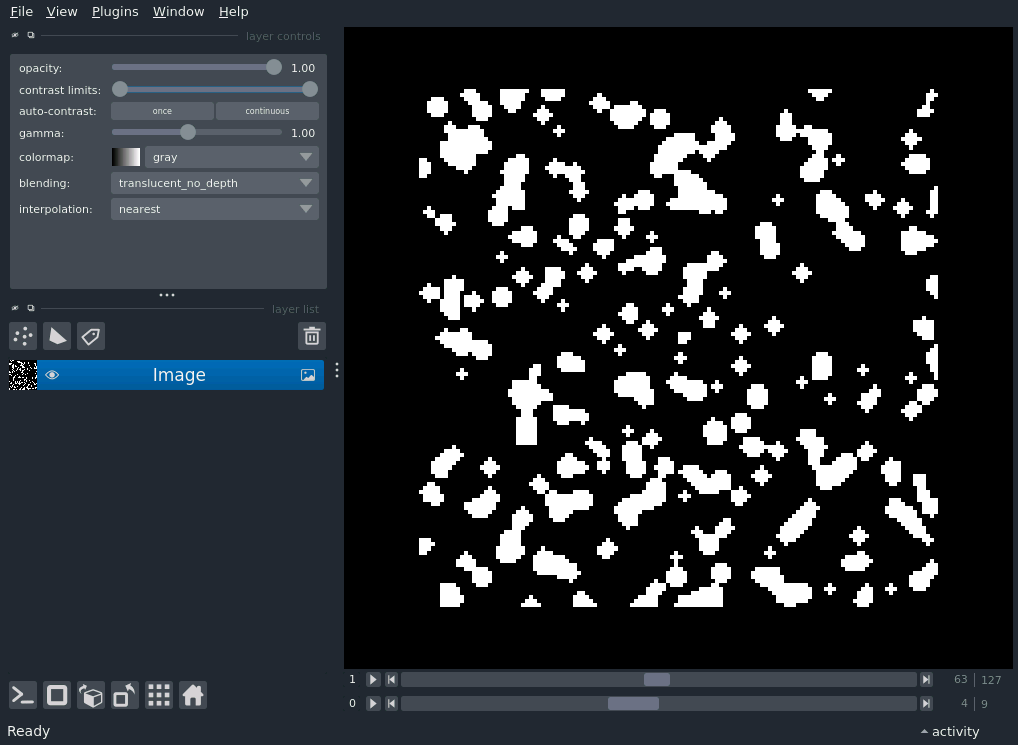 File View Plugins Window Help
layer controls
opacity: 1.00
contrast limits:
auto-contrast: once continuous
gamma: 1.00
colormap: gray
blending: translucent_no_depth
interpolation: nearest
layer list
Image
1 63 127
0 4 9
Ready activity